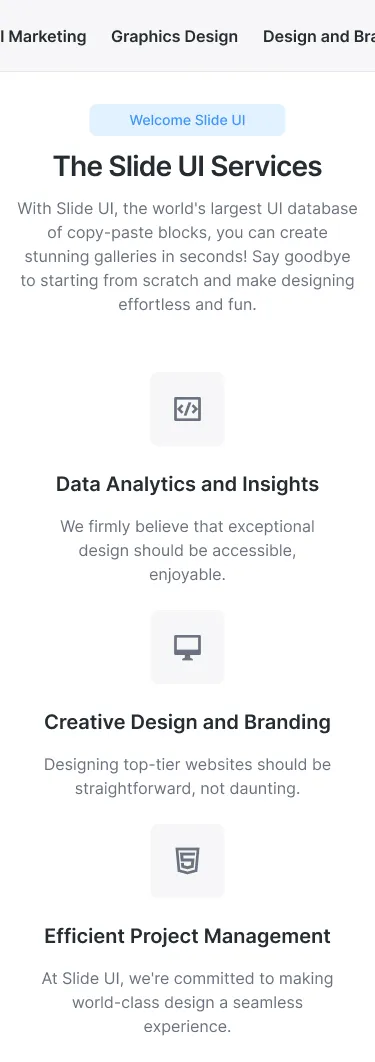 l Marketing Graphics Design Design and Bra
Welcome Slide UI
The Slide UI Services
With Slide UI, the world's largest UI database
of copy-paste blocks, you can create
stunning galleries in seconds! Say goodbye
to starting from scratch and make designing
effortless and fun.
Data Analytics and Insights
We firmly believe that exceptional
design should be accessible,
enjoyable.
Creative Design and Branding
Designing top-tier websites should be
straightforward, not daunting.
Efficient Project Management
At Slide UI, we're committed to making
world-class design a seamless
experience.